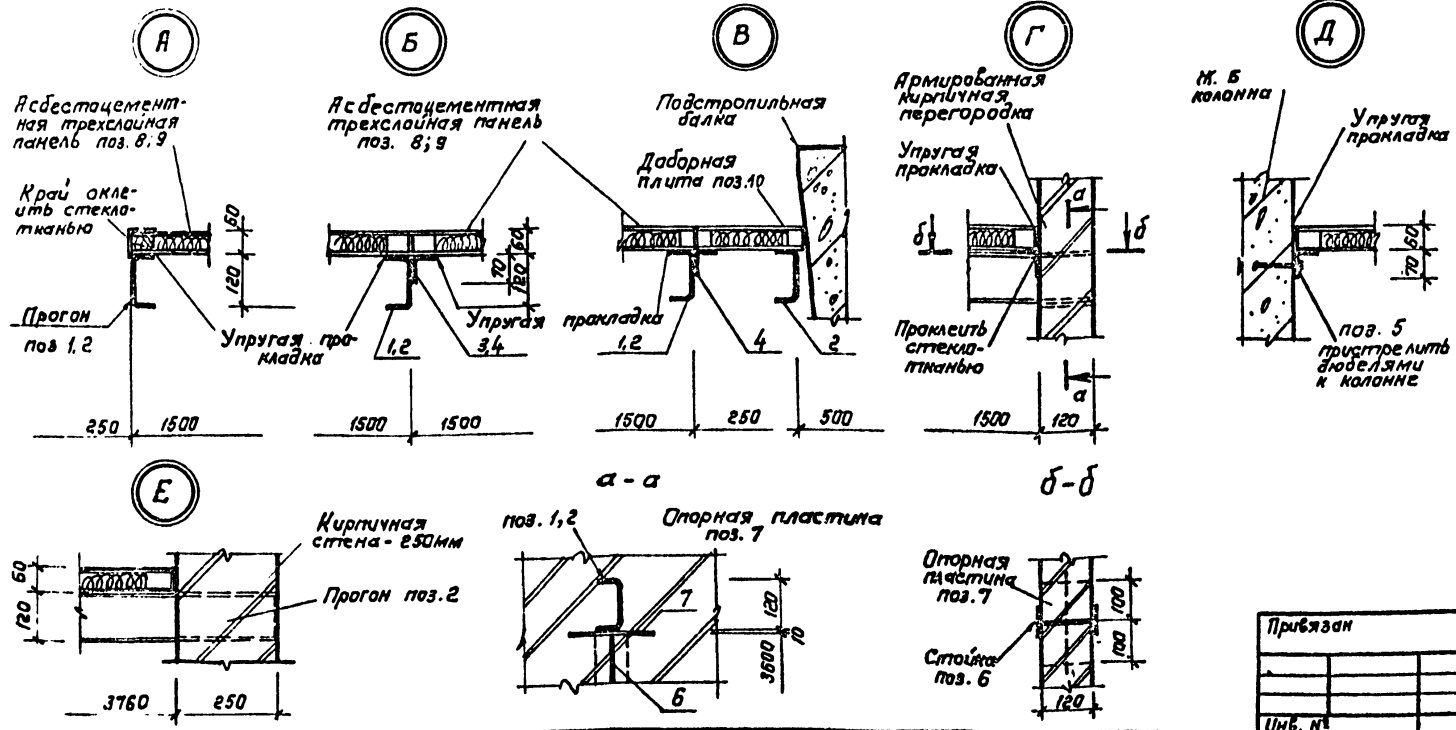 А
Асбестоцемент-
ная трехслойная
панель поз. 8; 9
Край окле-
ить стекло-
тканью
60
120
Прогон
поз 1, 2
Упругая про-
кладка
250
1500
Б
Асбестоцементная
трехслойная панель
поз. 8; 9
60
70
120
Упругая
1,2
3,4
1500
1500
В
Подстропильная
балка
Доборная
плита поз.10
прокладка
1,2
4
2
1500
250
500
Г
Армированная
кирпичная
перегородка
Упругая
прокладка
а
б
б
Проклеить
стекло-
тканью
а
1500
120
Д
Ж. Б
колонна
Упругая
прокладка
60
70
поз. 5
пристрелить
дюбелями
к колонне
Е
Кирпичная
стена - 250мм
60
120
Прогон поз. 2
3760
250
а - а
поз. 1, 2
Опорная пластина
поз. 7
7
120
10
3600
6
б-б
Опорная
пластина
поз. 7
100
100
Стойка
поз. 6
120
Привязан
Инв. №